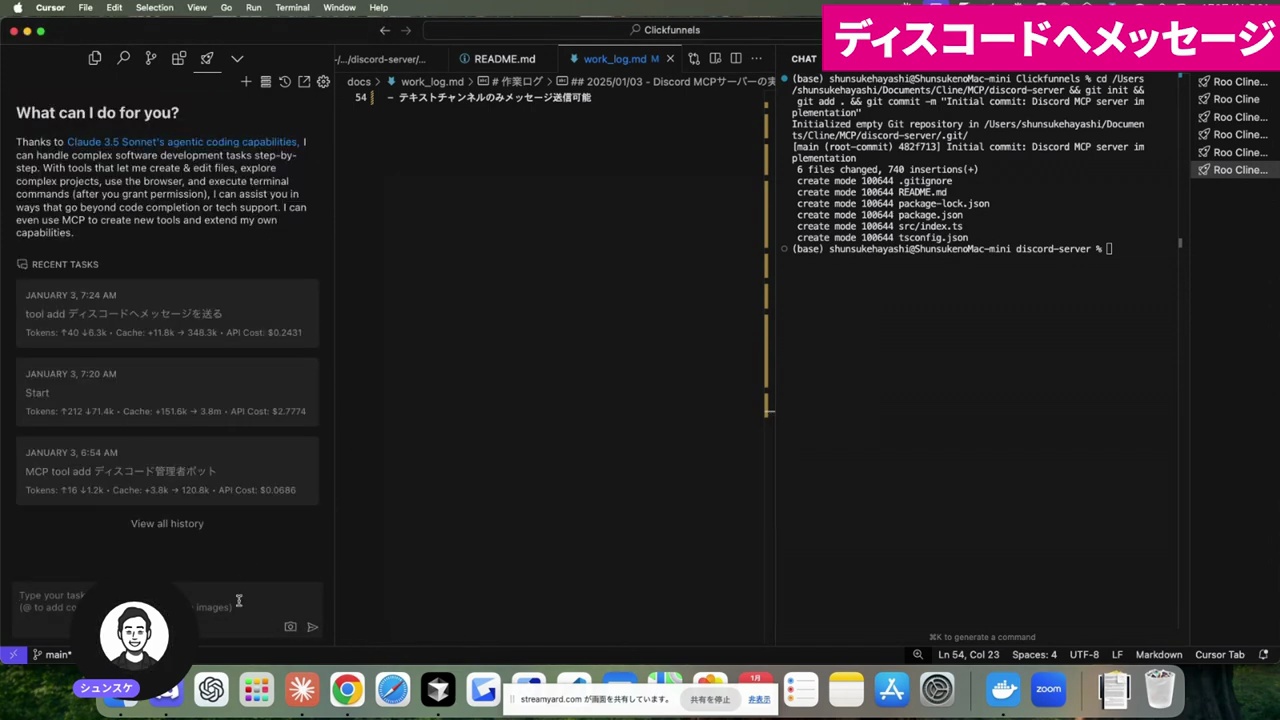 Cursor File Edit Selection View Go Run Terminal Window Help
Clickfunnels
ディスコードへメッセージ
-/.../discord-server/...
README.md
work_log.md M
CHAT
docs > work_log.md > # 作業ログ > ## 2025/01/03 - Discord MCPサーバーの実
54 - テキストチャンネルのみメッセージ送信可能
What can I do for you?
Thanks to Claude 3.5 Sonnet's agentic coding capabilities, I
can handle complex software development tasks step-by-
step. With tools that let me create & edit files, explore
complex projects, use the browser, and execute terminal
commands (after you grant permission), I can assist you in
ways that go beyond code completion or tech support. I can
even use MCP to create new tools and extend my own
capabilities.
RECENT TASKS
JANUARY 3, 7:24 AM
tool add ディスコードへメッセージを送る
Tokens: ↑40 ↓6.3k • Cache: +11.8k → 348.3k • API Cost: $0.2431
JANUARY 3, 7:20 AM
Start
Tokens: ↑212 ↓71.4k • Cache: +151.6k → 3.8m • API Cost: $2.7774
JANUARY 3, 6:54 AM
MCP tool add ディスコード管理者ボット
Tokens: ↑16 ↓1.2k • Cache: +3.8k → 120.8k • API Cost: $0.0686
View all history
Type your task
(@ to add co images)
(base) shunsukehayashi@ShunsukenoMac-mini Clickfunnels % cd /Users
/shunsukehayashi/Documents/Cline/MCP/discord-server && git init &&
git add . && git commit -m "Initial commit: Discord MCP server im
plementation"
Initialized empty Git repository in /Users/shunsukehayashi/Documen
ts/Cline/MCP/discord-server/.git/
[main (root-commit) 482f713] Initial commit: Discord MCP server im
plementation
6 files changed, 740 insertions(+)
create mode 100644 .gitignore
create mode 100644 README.md
create mode 100644 package-lock.json
create mode 100644 package.json
create mode 100644 src/index.ts
create mode 100644 tsconfig.json
(base) shunsukehayashi@ShunsukenoMac-mini discord-server %
Roo Cline...
Roo Cline
Roo Cline...
Roo Cline...
Roo Cline...
Roo Cline...
⌘K to generate a command
main*
Ln 54, Col 23 Spaces: 4 UTF-8 LF Markdown Cursor Tab
シュンスケ
streamyard.com が画面を共有しています。 共有を停止 非表示
1月
zoom